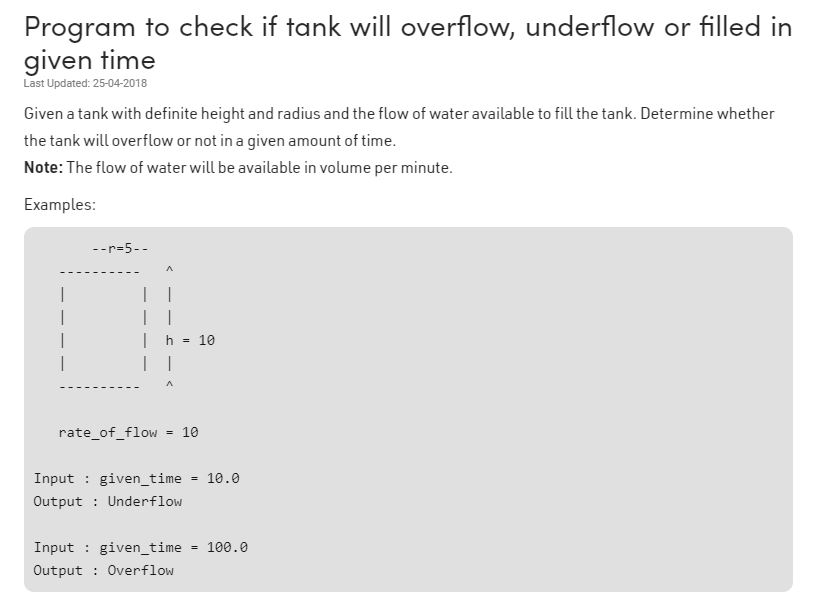 Program to check if tank will overflow, underflow or filled in
given time
Last Updated: 25-04-2018
Given a tank with definite height and radius and the flow of water available to fill the tank. Determine whether
the tank will overflow or not in a given amount of time.
Note: The flow of water will be available in volume per minute.
Examples:
       --r=5--
   ----------   ^
   |         |  |
   |         |  |
   |         |  h = 10
   |         |  |
   ----------   ^
   rate_of_flow = 10
Input : given_time = 10.0
Output : Underflow
Input : given_time = 100.0
Output : Overflow